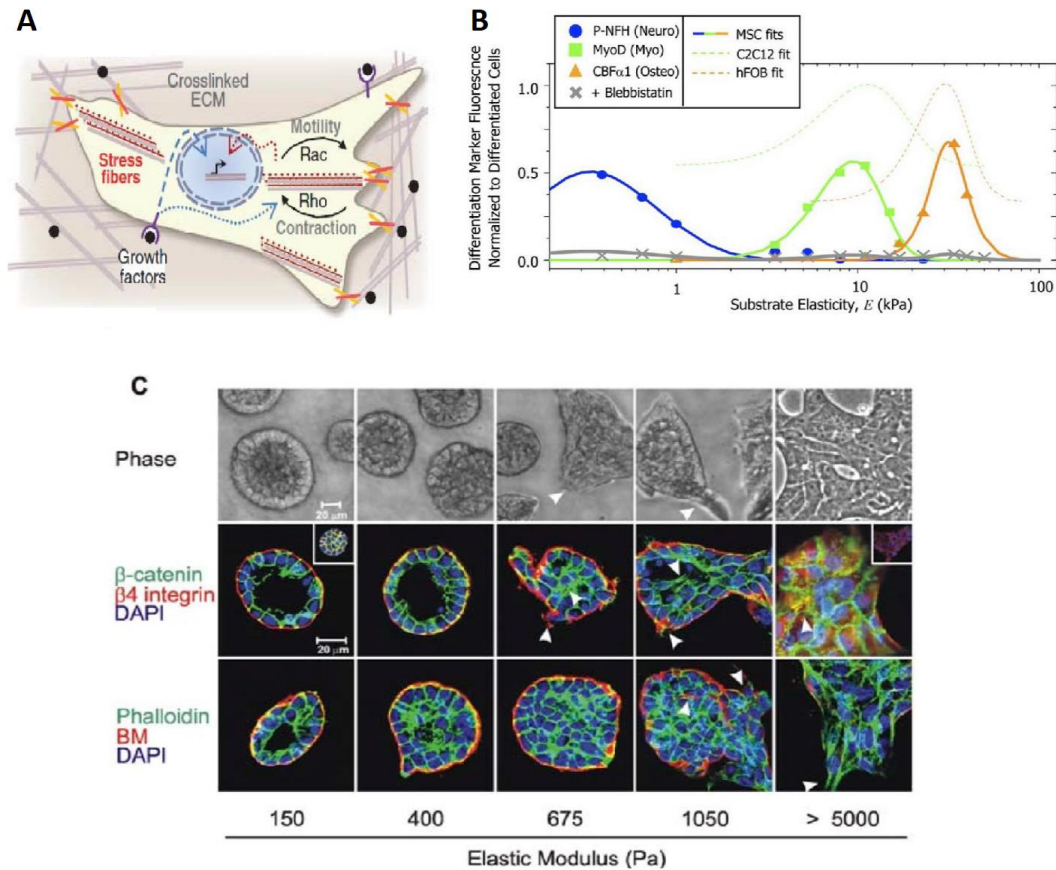 A
Crosslinked
ECM
Motility
Rac
Stress
fibers
Rho
Contraction
Growth
factors
B
P-NFH (Neuro)
MyoD (Myo)
CBFα1 (Osteo)
+ Blebbistatin
MSC fits
C2C12 fit
hFOB fit
Differentiation Marker Fluorescnce
Normalized to Differentiated Cells
1.0
0.5
0.0
1
10
100
Substrate Elasticity, E (kPa)
C
Phase
20 μm
β-catenin
β4 integrin
DAPI
20 μm
Phalloidin
BM
DAPI
150 400 675 1050 > 5000
Elastic Modulus (Pa)